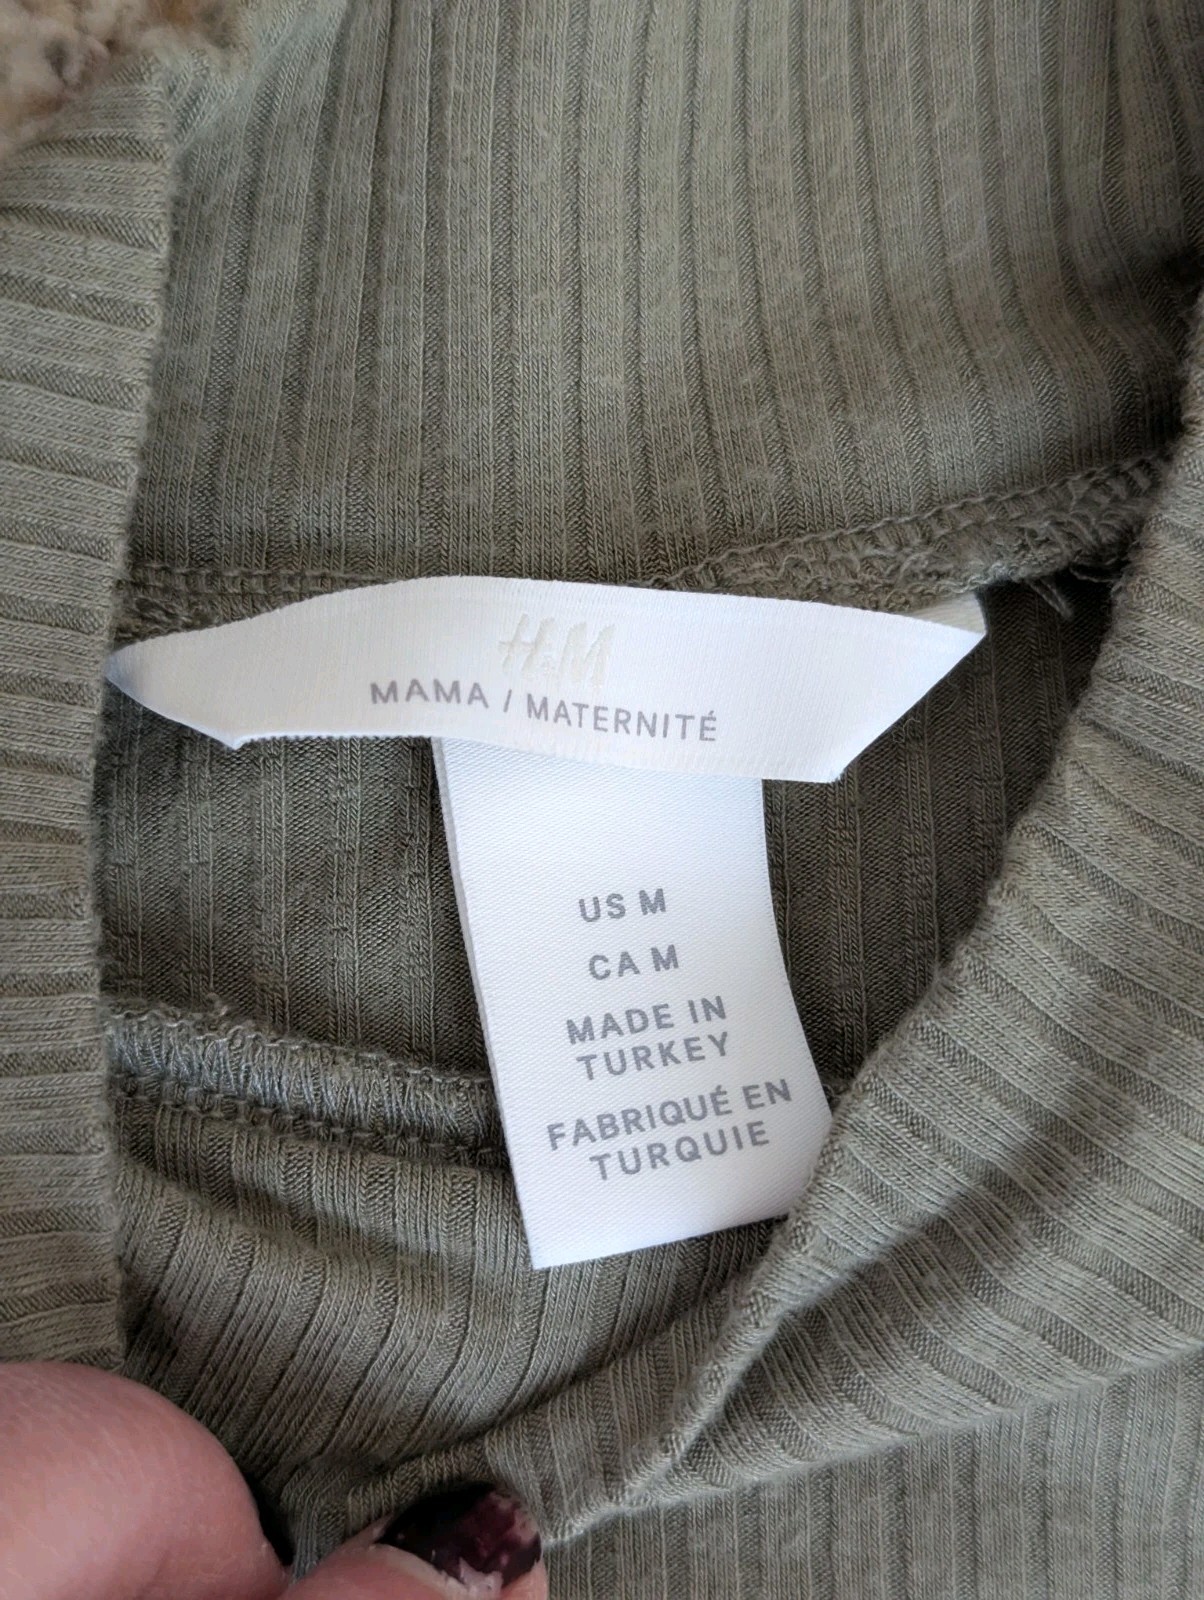 H&M
MAMA / MATERNITÉ
US M
CA M
MADE IN
TURKEY
FABRIQUÉ EN
TURQUIE